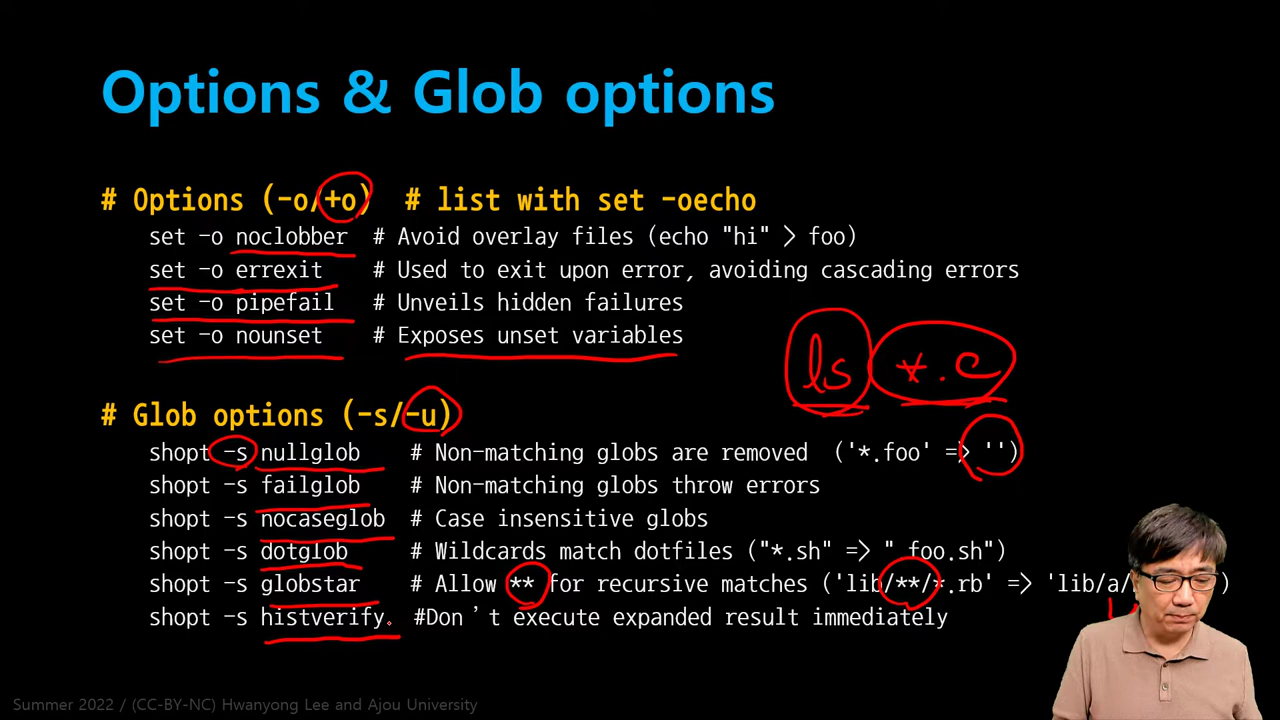 Options & Glob options
# Options (-o/+o) # list with set -oecho
set -o noclobber # Avoid overlay files (echo "hi" > foo)
set -o errexit # Used to exit upon error, avoiding cascading errors
set -o pipefail # Unveils hidden failures
set -o nounset # Exposes unset variables
ls *.c
# Glob options (-s/-u)
shopt -s nullglob # Non-matching globs are removed ('*.foo' => '')
shopt -s failglob # Non-matching globs throw errors
shopt -s nocaseglob # Case insensitive globs
shopt -s dotglob # Wildcards match dotfiles ("*.sh" => " foo.sh")
shopt -s globstar # Allow ** for recursive matches ('lib/**/*.rb' => 'lib/a/ )
shopt -s histverify #Don't execute expanded result immediately
Summer 2022 / (CC-BY-NC) Hwanyong Lee and Ajou University